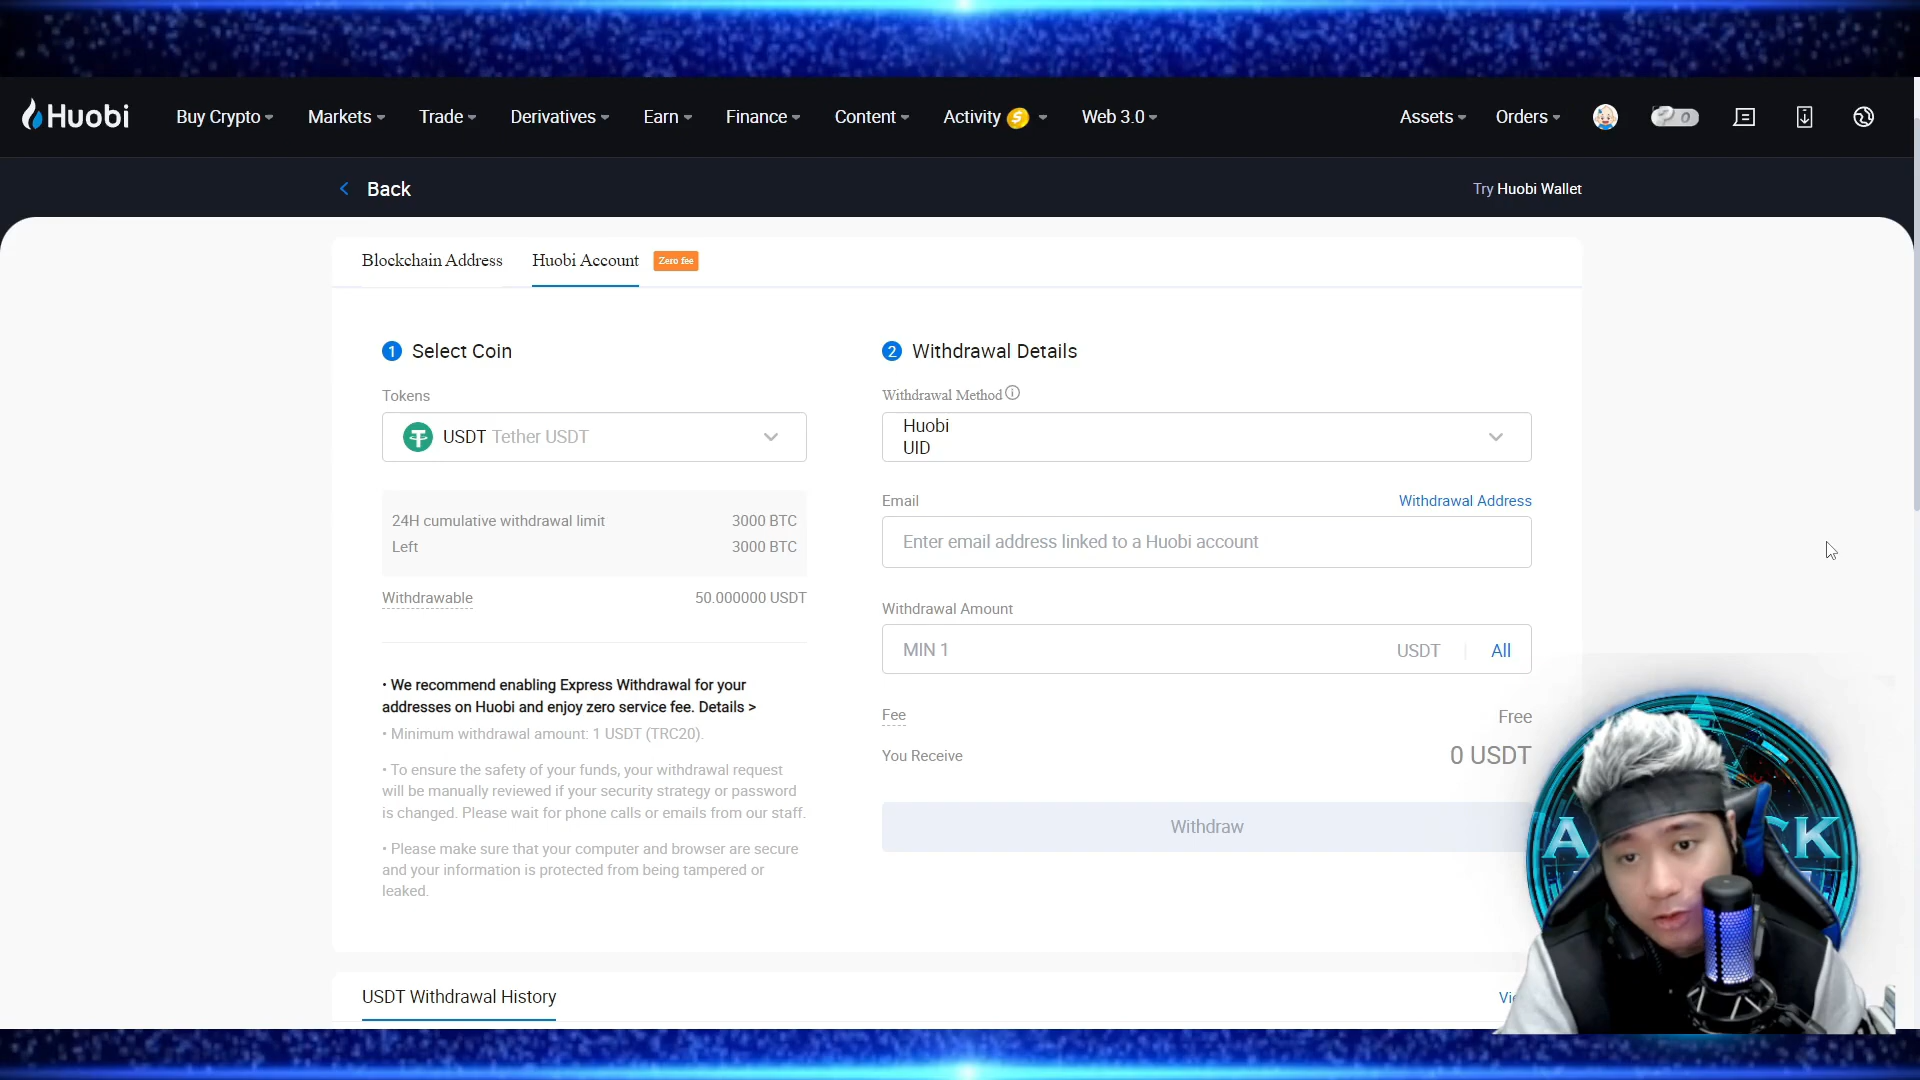 Huobi
Buy Crypto
Markets
Trade
Derivatives
Earn
Finance
Content
Activity
Web 3.0
Assets
Orders
0
Back
Try Huobi Wallet
Blockchain Address
Huobi Account
Zero fee
1 Select Coin
Tokens
USDT Tether USDT
24H cumulative withdrawal limit 3000 BTC
Left 3000 BTC
Withdrawable 50.000000 USDT
• We recommend enabling Express Withdrawal for your
addresses on Huobi and enjoy zero service fee. Details >
• Minimum withdrawal amount: 1 USDT (TRC20).
• To ensure the safety of your funds, your withdrawal request
will be manually reviewed if your security strategy or password
is changed. Please wait for phone calls or emails from our staff.
• Please make sure that your computer and browser are secure
and your information is protected from being tampered or
leaked.
2 Withdrawal Details
Withdrawal Method
Huobi
UID
Email Withdrawal Address
Enter email address linked to a Huobi account
Withdrawal Amount
MIN 1 USDT All
Fee Free
You Receive 0 USDT
Withdraw
USDT Withdrawal History